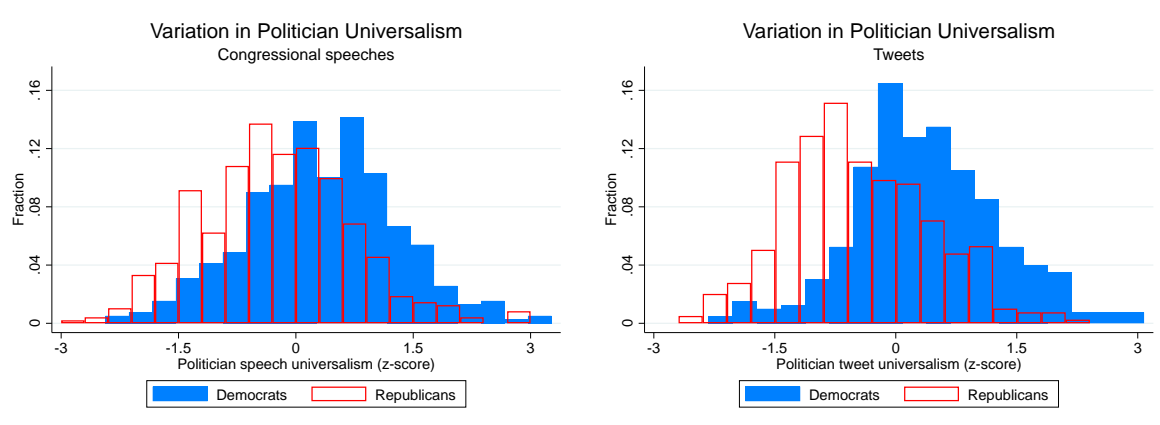 Variation in Politician Universalism
Congressional speeches
Fraction
.16
.12
.08
.04
0
-3 -1.5 0 1.5 3
Politician speech universalism (z-score)
Democrats Republicans
Variation in Politician Universalism
Tweets
Fraction
.16
.12
.08
.04
0
-3 -1.5 0 1.5 3
Politician tweet universalism (z-score)
Democrats Republicans